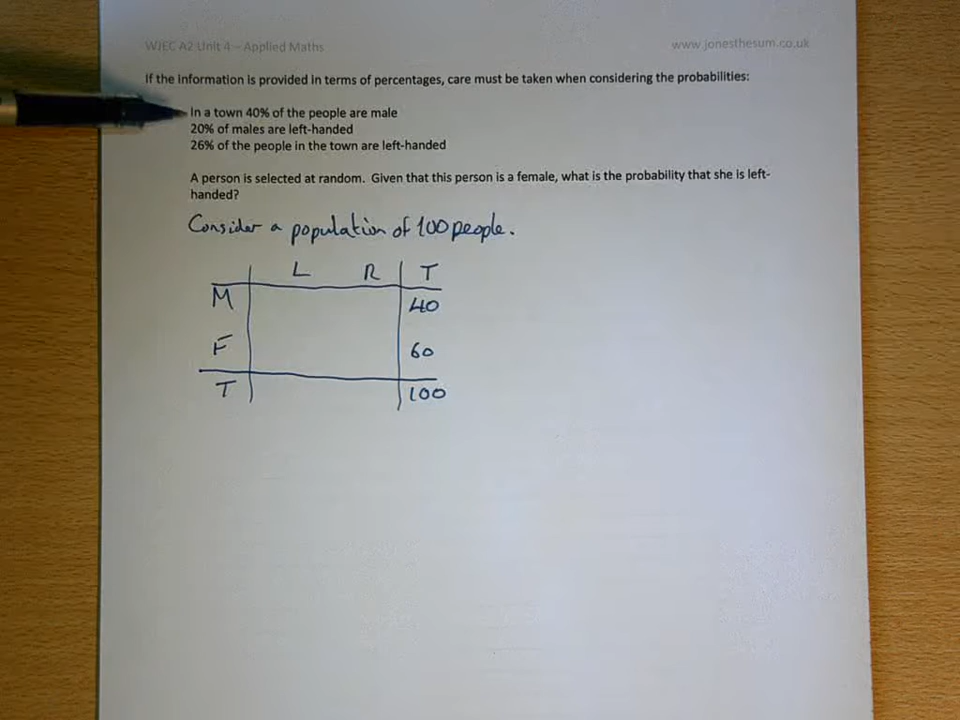 WJEC A2 Unit 4 – Applied Maths www.jonesthesum.co.uk
If the information is provided in terms of percentages, care must be taken when considering the probabilities:
In a town 40% of the people are male
20% of males are left-handed
26% of the people in the town are left-handed
A person is selected at random. Given that this person is a female, what is the probability that she is left-
handed?
Consider a population of 100 people.
L R T
M 40
F 60
T 100